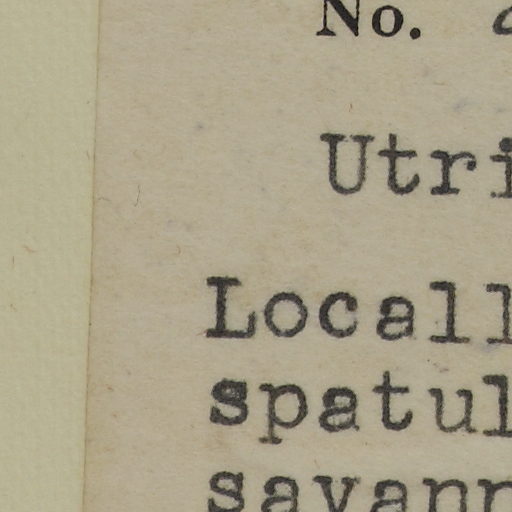 No.
Utri
Locall
spatul
savann